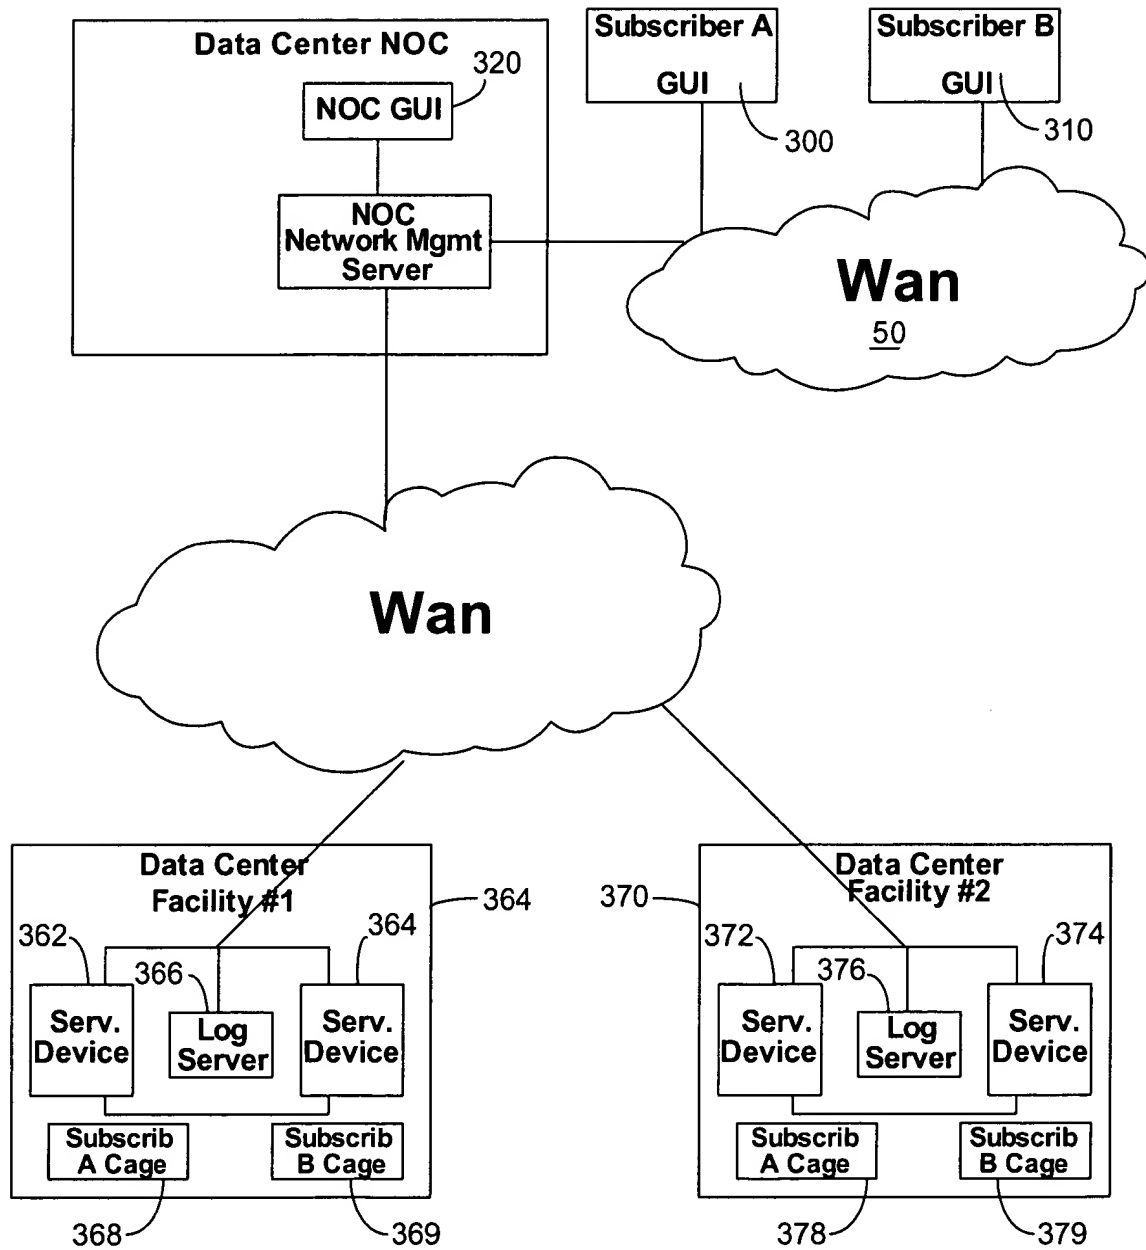 Data Center NOC
320
NOC GUI
NOC
Network Mgmt
Server
Subscriber A
GUI
300
Subscriber B
GUI
310
Wan
50
Wan
Data Center
Facility #1
364
362
364
366
Serv.
Device
Log
Server
Serv.
Device
Subscrib
A Cage
Subscrib
B Cage
368
369
Data Center
Facility #2
370
372
374
376
Serv.
Device
Log
Server
Serv.
Device
Subscrib
A Cage
Subscrib
B Cage
378
379